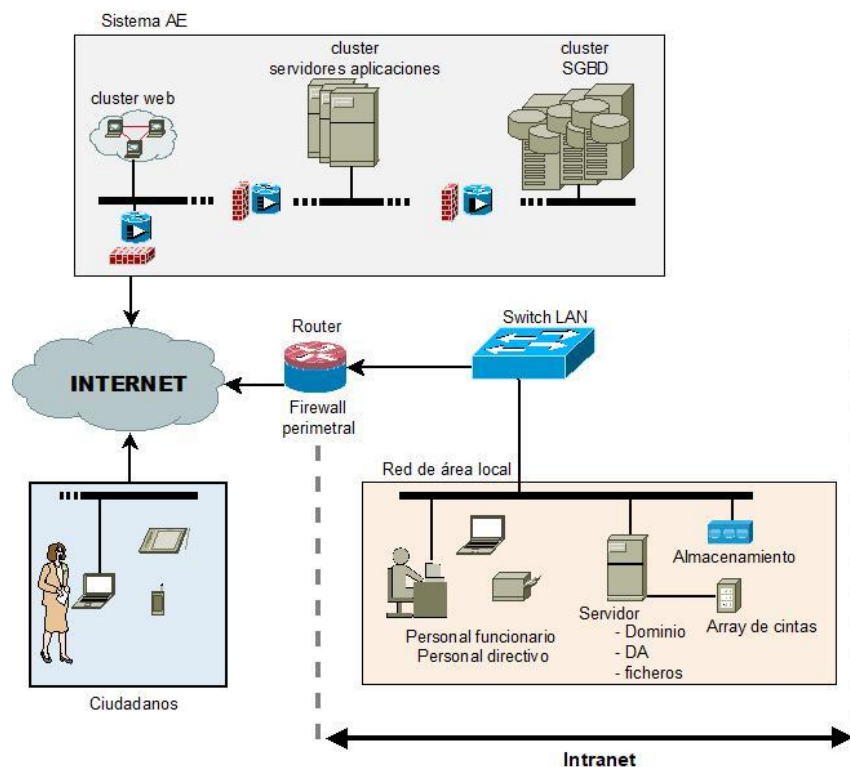 Sistema AE
cluster
servidores aplicaciones
cluster
SGBD
cluster web
Router
Switch LAN
INTERNET
Firewall
perimetral
Red de área local
Almacenamiento
Servidor
- Dominio
- DA
- ficheros
Array de cintas
Personal funcionario
Personal directivo
Ciudadanos
Intranet